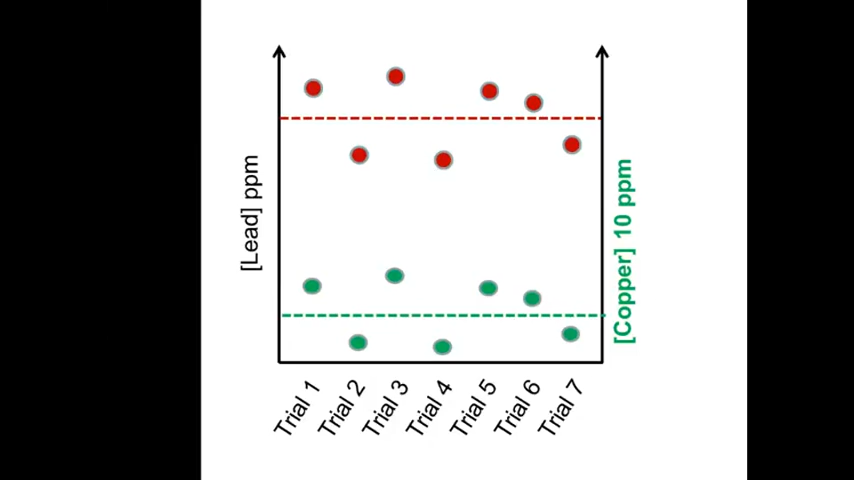 [Lead] ppm
[Copper] 10 ppm
Trial 1
Trial 2
Trial 3
Trial 4
Trial 5
Trial 6
Trial 7